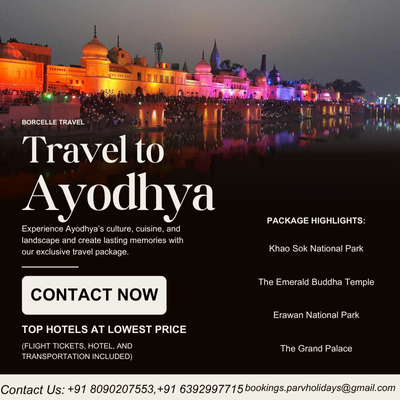 BORCELLE TRAVEL
Travel to
Ayodhya
Experience Ayodhya's culture, cuisine, and
landscape and create lasting memories with
our exclusive travel package.
CONTACT NOW
TOP HOTELS AT LOWEST PRICE
(FLIGHT TICKETS, HOTEL, AND
TRANSPORTATION INCLUDED)
PACKAGE HIGHLIGHTS:
Khao Sok National Park
The Emerald Buddha Temple
Erawan National Park
The Grand Palace
Contact Us: +91 8090207553,+91 6392997715 bookings.parvholidays@gmail.com